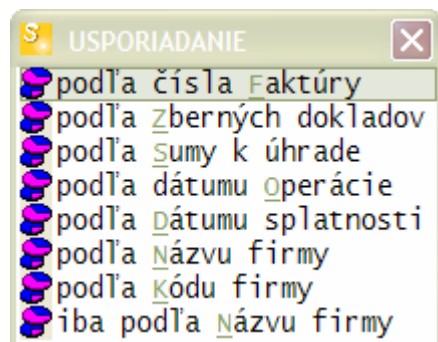 USPORIADANIE
podľa čísla Faktúry
podľa Zberných dokladov
podľa Sumy k úhrade
podľa dátumu Operácie
podľa Dátumu splatnosti
podľa Názvu firmy
podľa Kódu firmy
iba podľa Názvu firmy